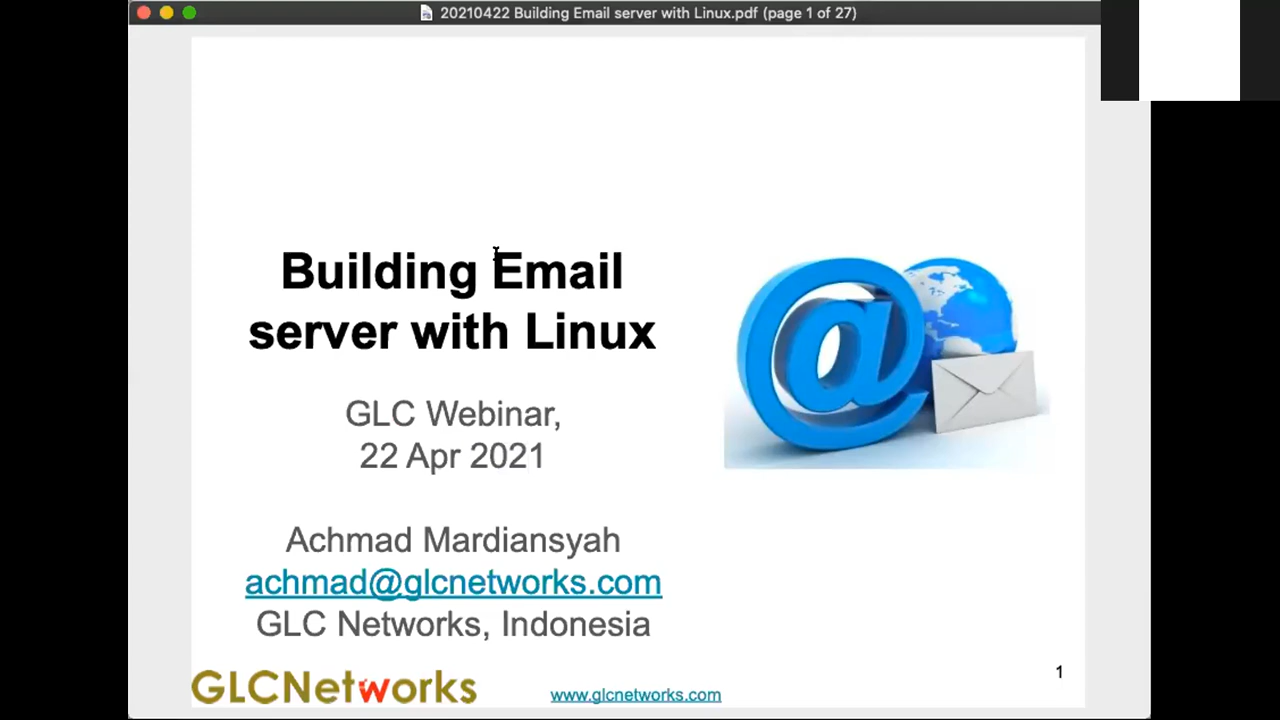 20210422 Building Email server with Linux.pdf (page 1 of 27)
Building Email
server with Linux
GLC Webinar,
22 Apr 2021
Achmad Mardiansyah
achmad@glcnetworks.com
GLC Networks, Indonesia
GLCNetworks
www.glcnetworks.com
1